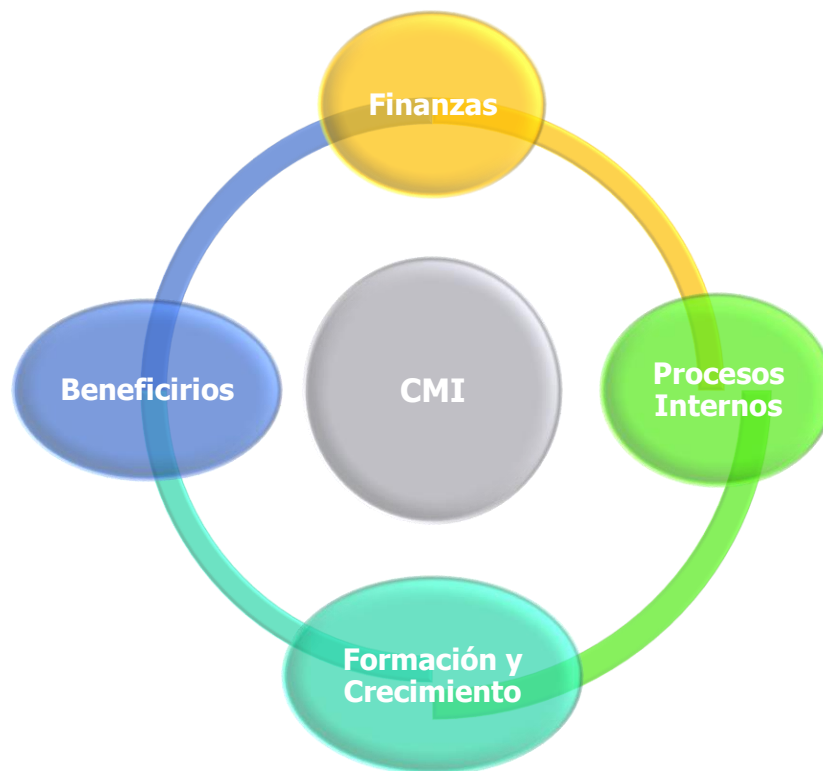 Finanzas
Beneficirios
CMI
Procesos
Internos
Formación y
Crecimiento